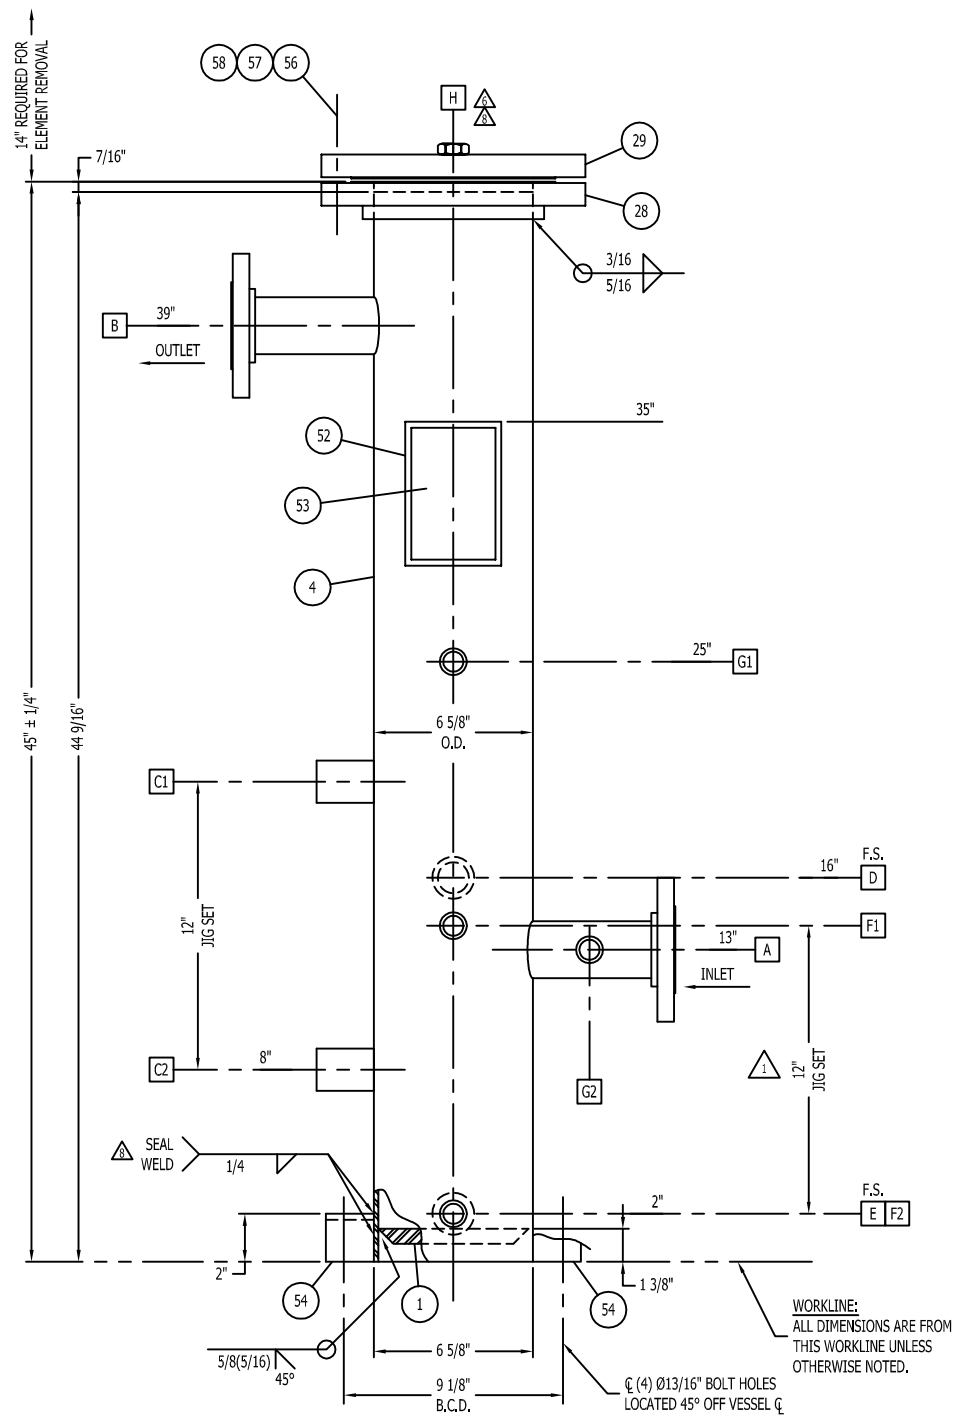 14" REQUIRED FOR
ELEMENT REMOVAL
58
57
56
H
6
8
29
7/16"
28
3/16
5/16
B
39"
OUTLET
52
35"
53
4
25"
G1
45" ± 1/4"
44 9/16"
6 5/8"
O.D.
C1
12"
JIG SET
16"
F.S.
D
F1
13"
A
INLET
C2
8"
G2
1
12"
JIG SET
8
SEAL
WELD
1/4
2"
F.S.
E
F2
2"
54
1
54
1 3/8"
WORKLINE:
ALL DIMENSIONS ARE FROM
THIS WORKLINE UNLESS
OTHERWISE NOTED.
5/8(5/16)
45°
6 5/8"
9 1/8"
B.C.D.
℄ (4) Ø13/16" BOLT HOLES
LOCATED 45° OFF VESSEL ℄